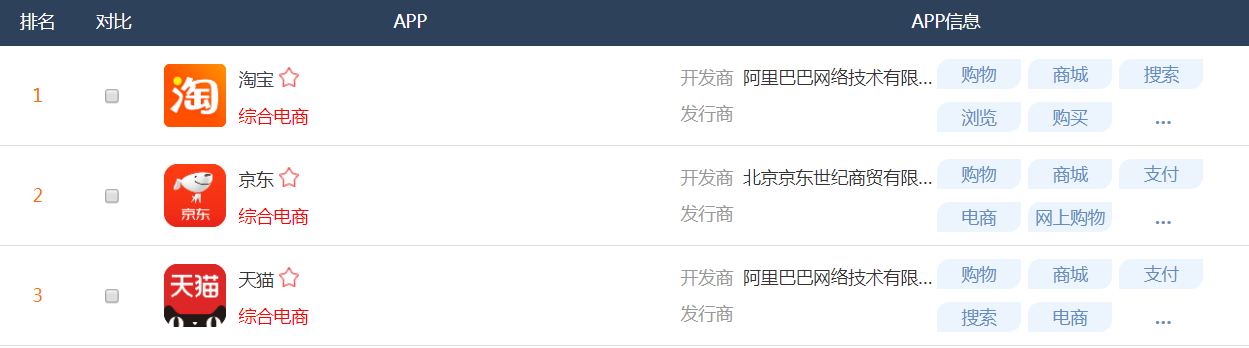 排名 对比 APP APP信息
1 淘 淘宝 开发商 阿里巴巴网络技术有限... 购物 商城 搜索
综合电商 发行商 浏览 购买 ...
2 京东 京东 开发商 北京京东世纪商贸有限... 购物 商城 支付
综合电商 发行商 电商 网上购物 ...
3 天猫 天猫 开发商 阿里巴巴网络技术有限... 购物 商城 支付
综合电商 发行商 搜索 电商 ...